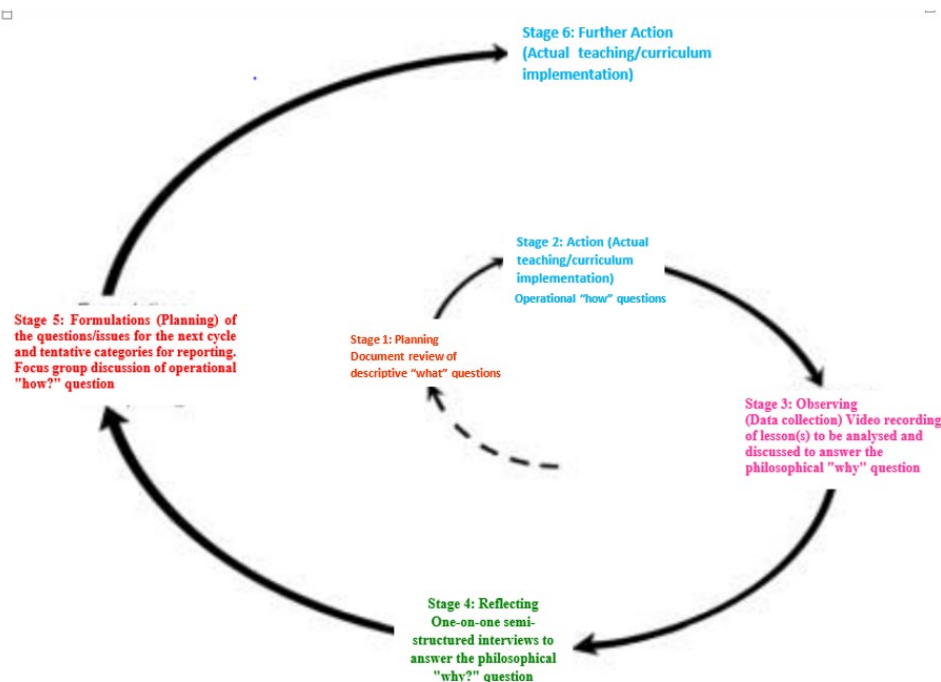 Stage 6: Further Action
(Actual teaching/curriculum
implementation)
Stage 2: Action (Actual
teaching/curriculum
implementation)
Operational “how” questions
Stage 5: Formulations (Planning) of
the questions/issues for the next cycle
and tentative categories for reporting.
Focus group discussion of operational
"how?" question
Stage 1: Planning
Document review of
descriptive “what” questions
Stage 3: Observing
(Data collection) Video recording
of lesson(s) to be analysed and
discussed to answer the
philosophical "why" question
Stage 4: Reflecting
One-on-one semi-
structured interviews to
answer the philosophical
"why?" question